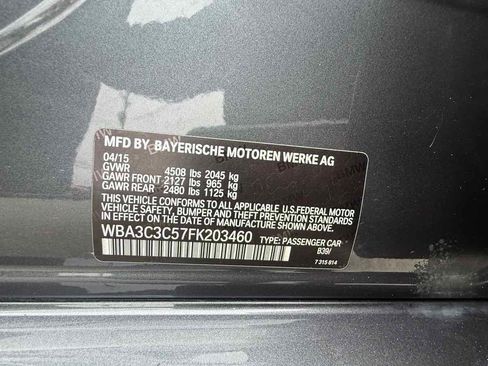 MFD BY BAYERISCHE MOTOREN WERKE AG
04/15
GVWR 4508 lbs 2045 kg
GAWR FRONT 2127 lbs 965 kg
GAWR REAR 2480 lbs 1125 kg
THIS VEHICLE CONFORMS TO ALL APPLICABLE U.S.FEDERAL MOTOR
VEHICLE SAFETY, BUMPER, AND THEFT PREVENTION STANDARDS
IN EFFECT ON THE DATE OF MANUFACTURE SHOWN ABOVE.
WBA3C3C57FK203460 TYPE: PASSENGER CAR
B39/
7 315 814